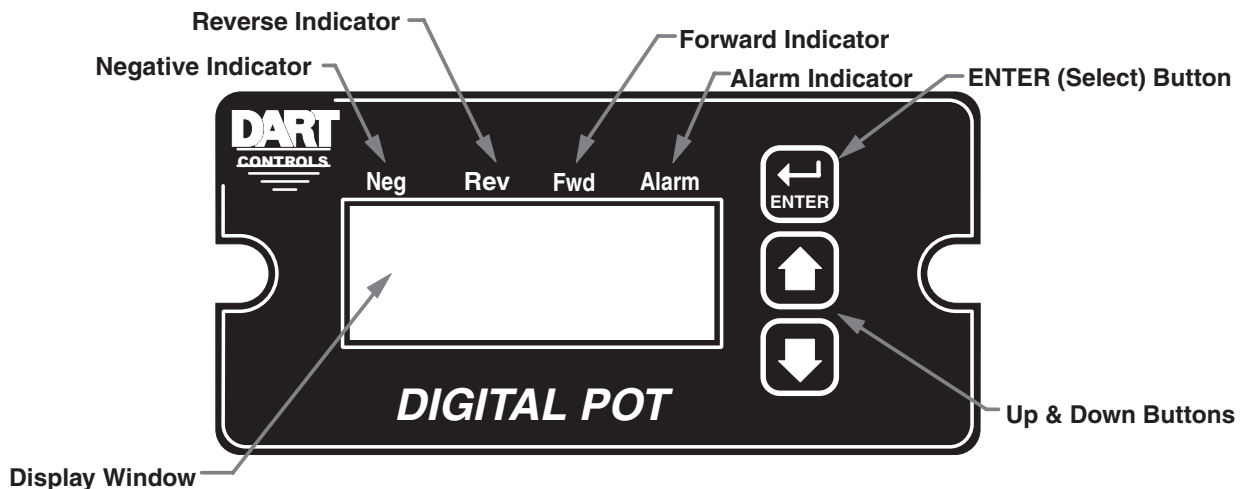 Reverse Indicator
Forward Indicator
Negative Indicator
Alarm Indicator
ENTER (Select) Button
DART
CONTROLS
Neg Rev Fwd Alarm
ENTER
DIGITAL POT
Up & Down Buttons
Display Window